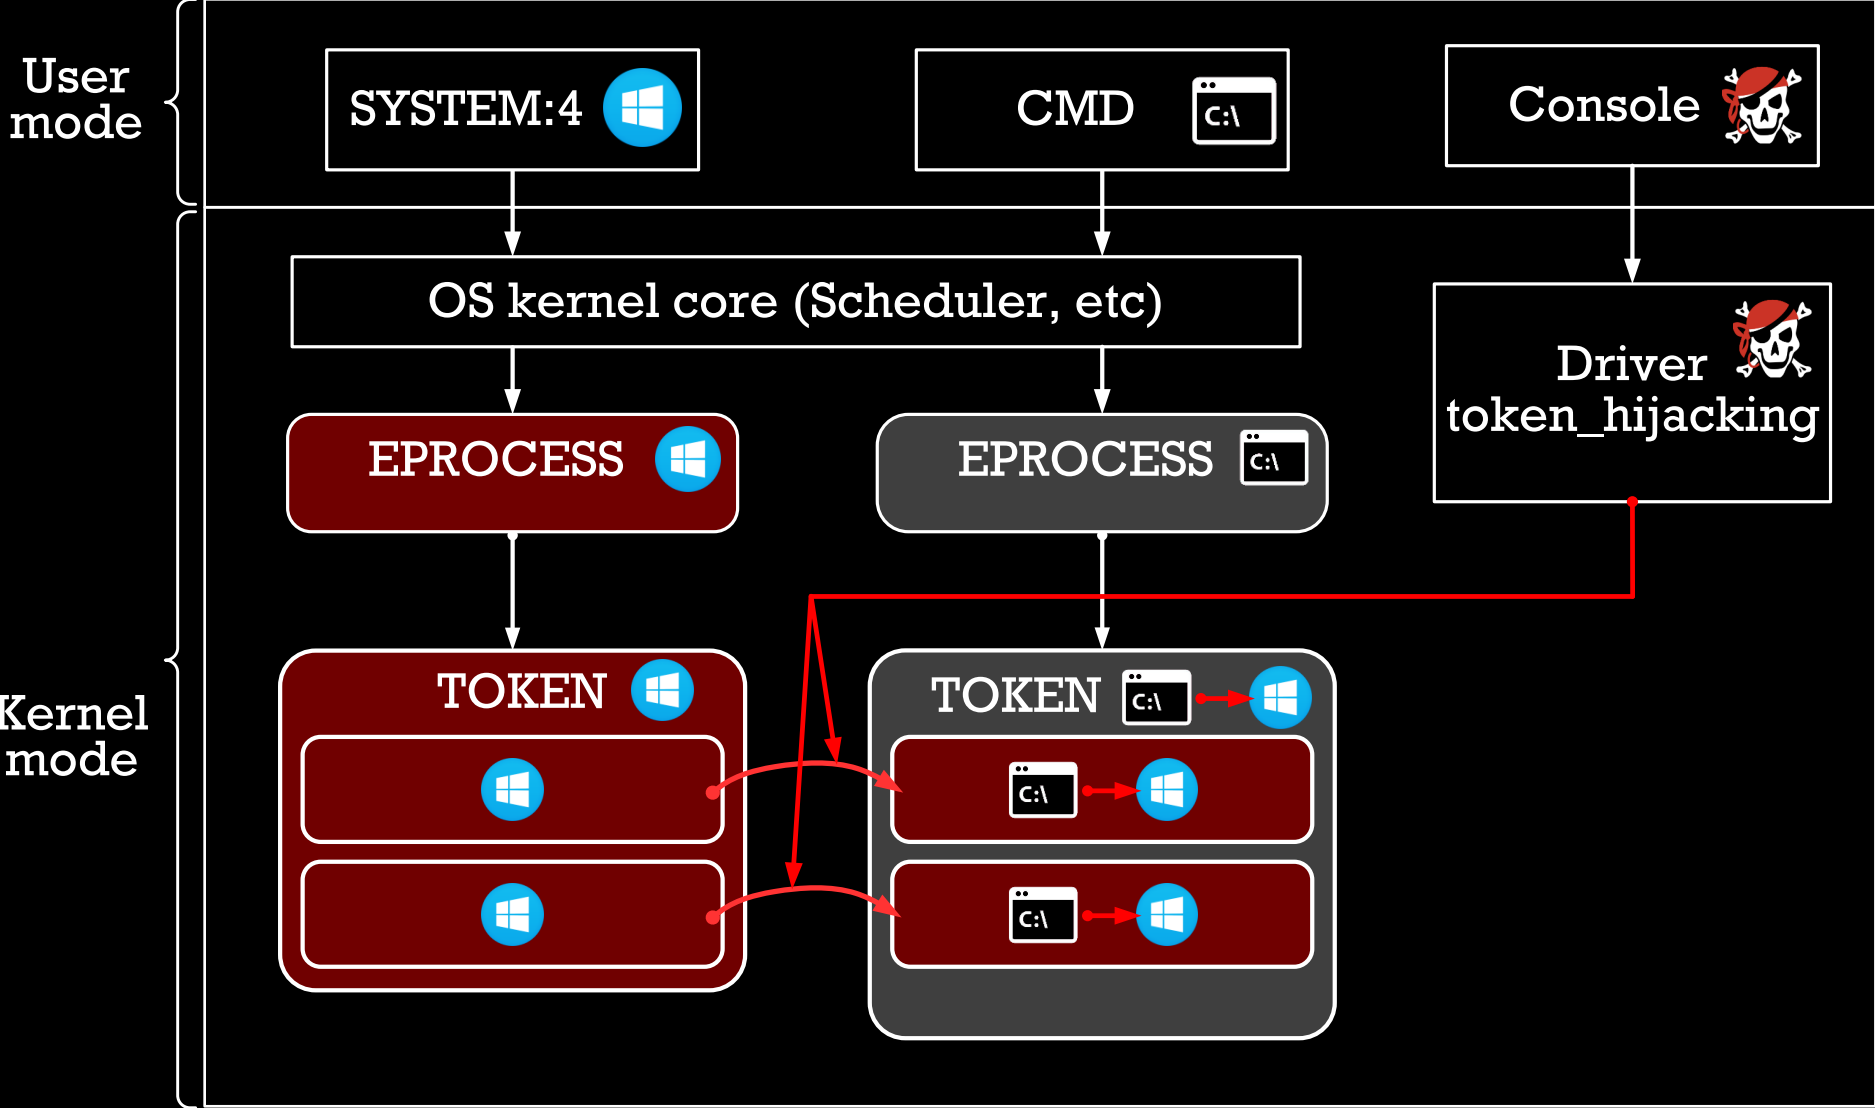 User
mode
SYSTEM:4
CMD
C:\
Console
OS kernel core (Scheduler, etc)
Driver
token_hijacking
EPROCESS
EPROCESS
C:\
Kernel
mode
TOKEN
TOKEN
C:\
C:\
C:\